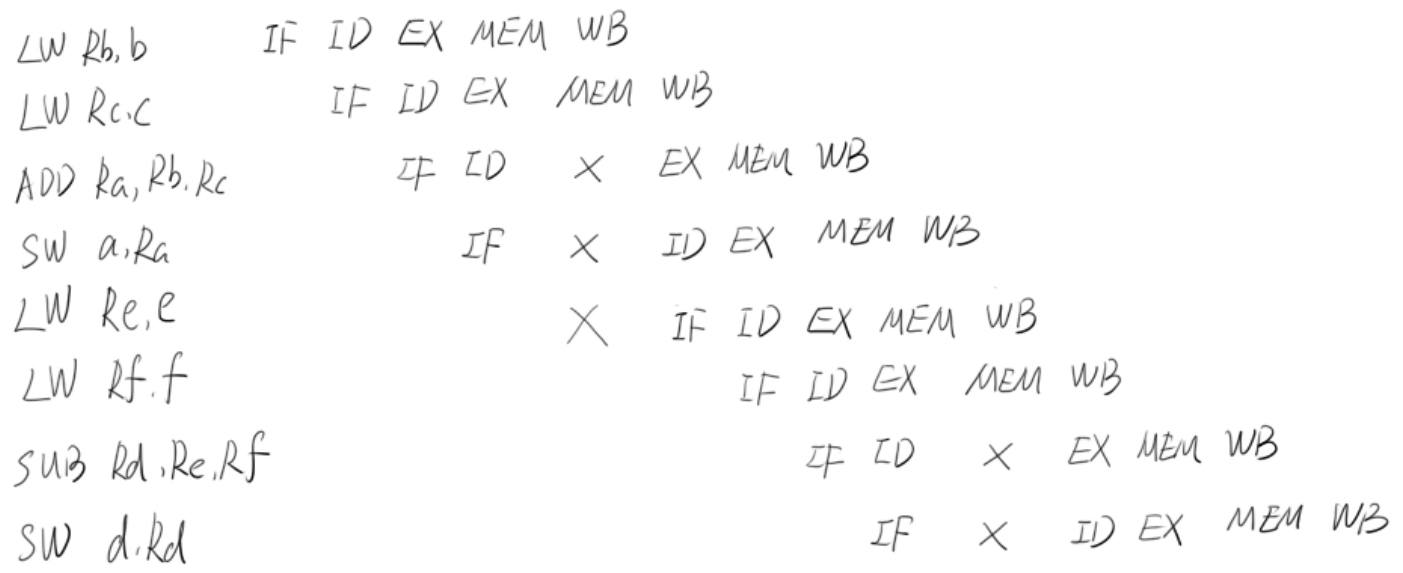 LW Rb,b IF ID EX MEM WB
LW Rc,c IF ID EX MEM WB
ADD Ra,Rb,Rc IF ID X EX MEM WB
SW a,Ra IF X ID EX MEM WB
LW Re,e X IF ID EX MEM WB
LW Rf,f IF ID EX MEM WB
SUB Rd,Re,Rf IF ID X EX MEM WB
SW d,Rd IF X ID EX MEM WB